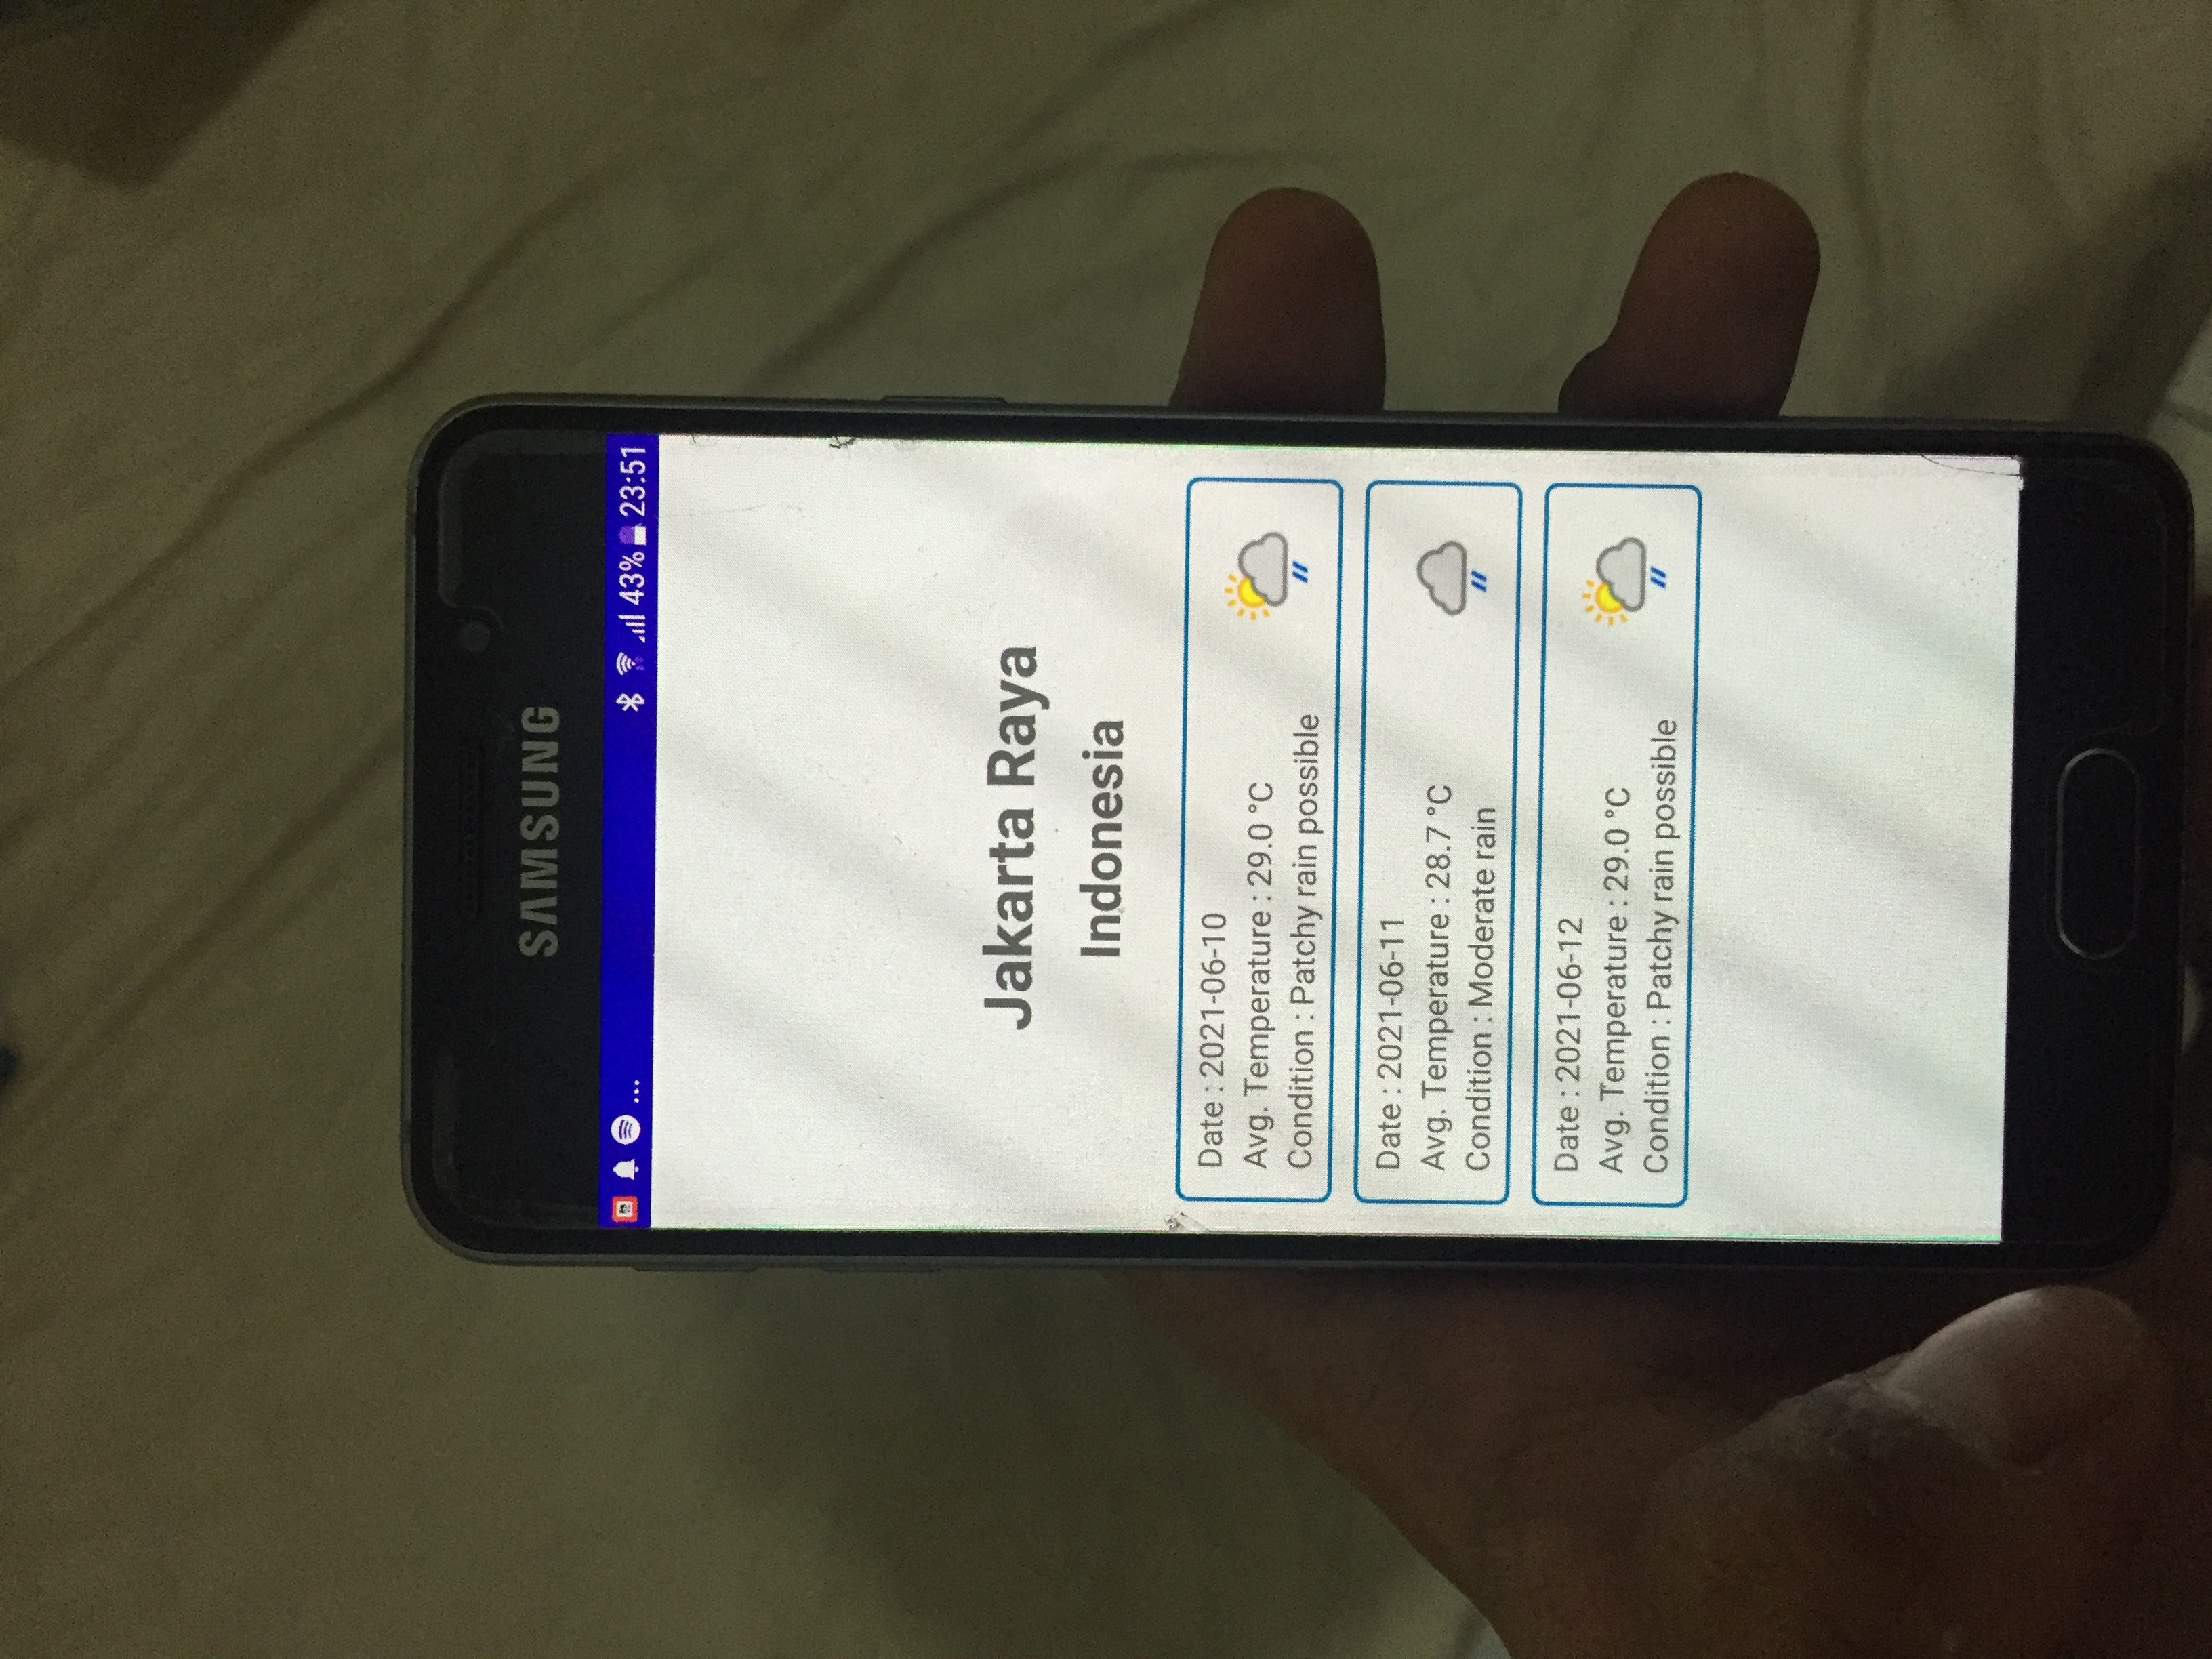 SAMSUNG
... 43% 23:51
Jakarta Raya
Indonesia
Date : 2021-06-10
Avg. Temperature : 29.0 °C
Condition : Patchy rain possible
Date : 2021-06-11
Avg. Temperature : 28.7 °C
Condition : Moderate rain
Date : 2021-06-12
Avg. Temperature : 29.0 °C
Condition : Patchy rain possible